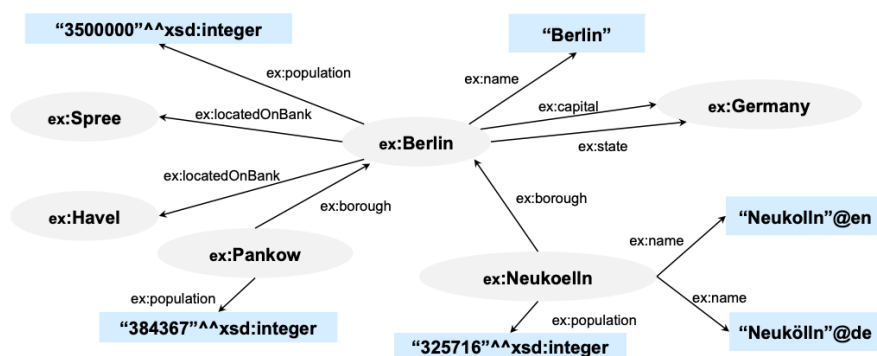 “3500000”^^xsd:integer
“Berlin”
ex:population
ex:name
ex:capital
ex:Germany
ex:Spree
ex:locatedOnBank
ex:Berlin
ex:state
ex:locatedOnBank
ex:borough
ex:borough
ex:Havel
ex:Pankow
ex:name
“Neukolln”@en
ex:Neukoelln
ex:population
ex:name
“384367”^^xsd:integer
ex:population
“Neukölln”@de
“325716”^^xsd:integer